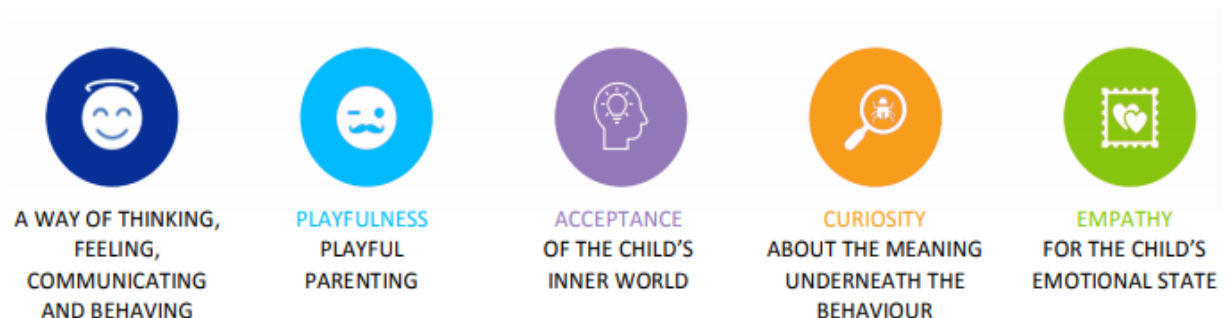 A WAY OF THINKING,
FEELING,
COMMUNICATING
AND BEHAVING
PLAYFULNESS
PLAYFUL
PARENTING
ACCEPTANCE
OF THE CHILD’S
INNER WORLD
CURIOSITY
ABOUT THE MEANING
UNDERNEATH THE
BEHAVIOUR
EMPATHY
FOR THE CHILD’S
EMOTIONAL STATE